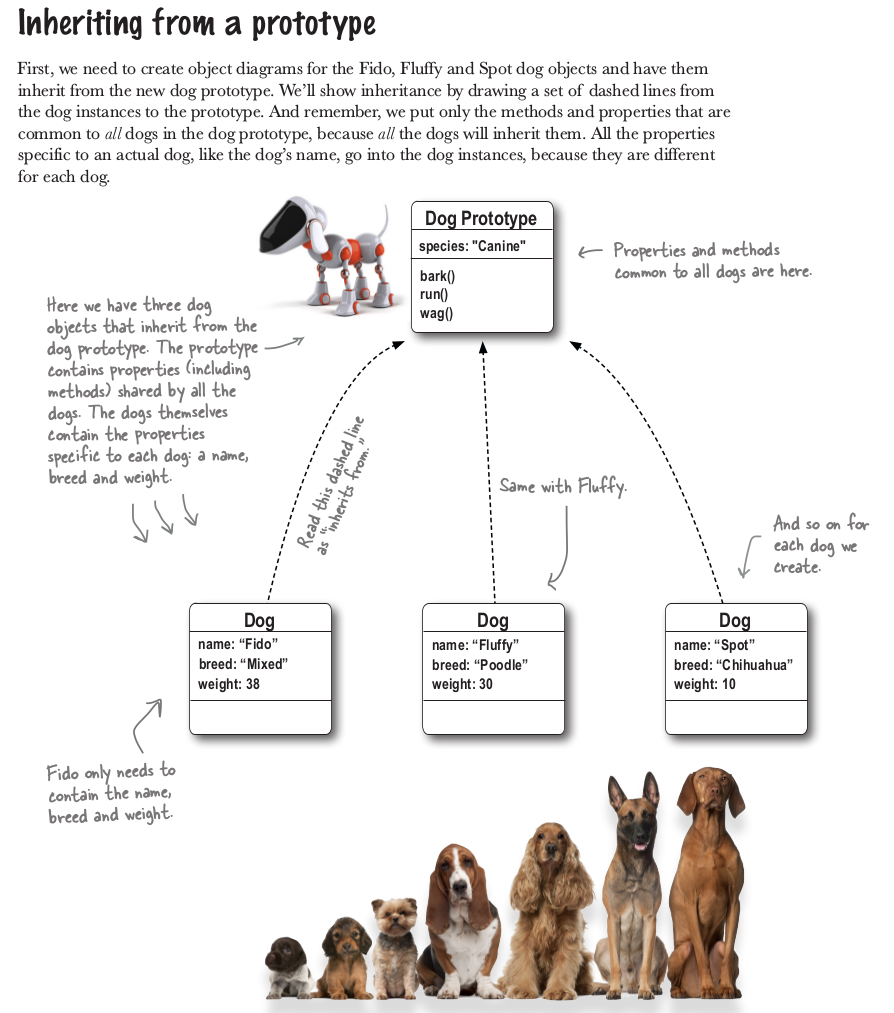 Inheriting from a prototype
First, we need to create object diagrams for the Fido, Fluffy and Spot dog objects and have them
inherit from the new dog prototype. We’ll show inheritance by drawing a set of dashed lines from
the dog instances to the prototype. And remember, we put only the methods and properties that are
common to all dogs in the dog prototype, because all the dogs will inherit them. All the properties
specific to an actual dog, like the dog’s name, go into the dog instances, because they are different
for each dog.
Dog Prototype
species: "Canine"
bark()
run()
wag()
Properties and methods
common to all dogs are here.
Here we have three dog
objects that inherit from the
dog prototype. The prototype
contains properties (including
methods) shared by all the
dogs. The dogs themselves
contain the properties
specific to each dog: a name,
breed and weight.
Read this dashed line
as “inherits from.”
Same with Fluffy.
And so on for
each dog we
create.
Dog
name: “Fido”
breed: “Mixed”
weight: 38
Dog
name: “Fluffy”
breed: “Poodle”
weight: 30
Dog
name: “Spot”
breed: “Chihuahua”
weight: 10
Fido only needs to
contain the name,
breed and weight.